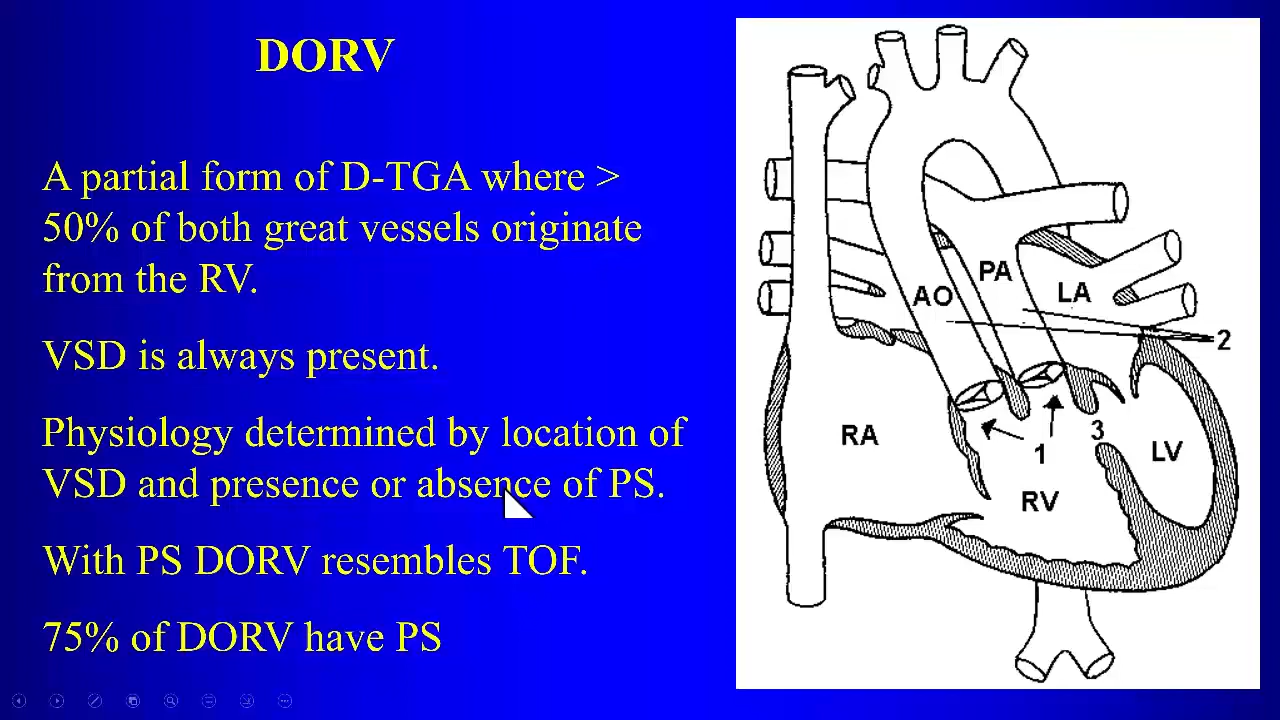 DORV
A partial form of D-TGA where >
50% of both great vessels originate
from the RV.
VSD is always present.
Physiology determined by location of
VSD and presence or absence of PS.
With PS DORV resembles TOF.
75% of DORV have PS
PA
AO
LA
2
RA
1
3
LV
RV